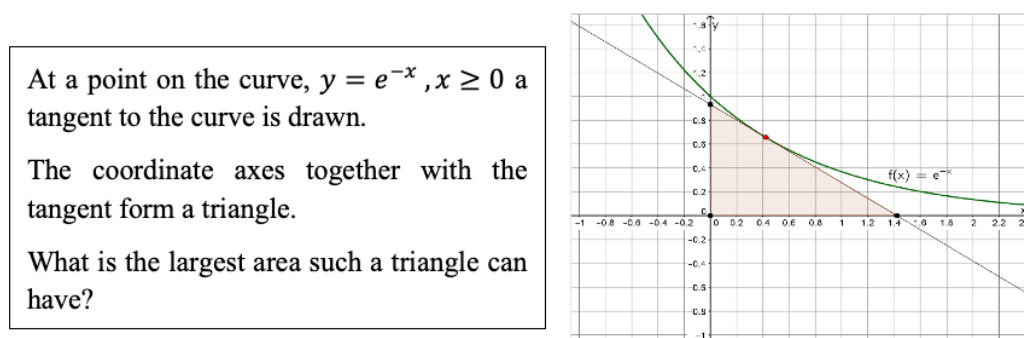 At a point on the curve, y = e⁻ˣ , x ≥ 0 a
tangent to the curve is drawn.
The coordinate axes together with the
tangent form a triangle.
What is the largest area such a triangle can
have?
y
0.8
0.4
0.2
0
f(x) = e⁻ˣ
-1 -0.8 -0.6 -0.4 -0.2 0 0.2 0.4 0.6 0.8 1 1.2 1.4 1.6 1.8 2 2.2
-0.2
-0.4
-0.8
-1